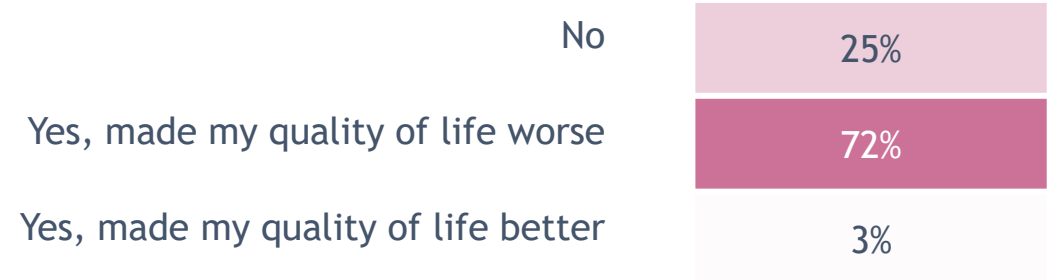 No 25%
Yes, made my quality of life worse 72%
Yes, made my quality of life better 3%